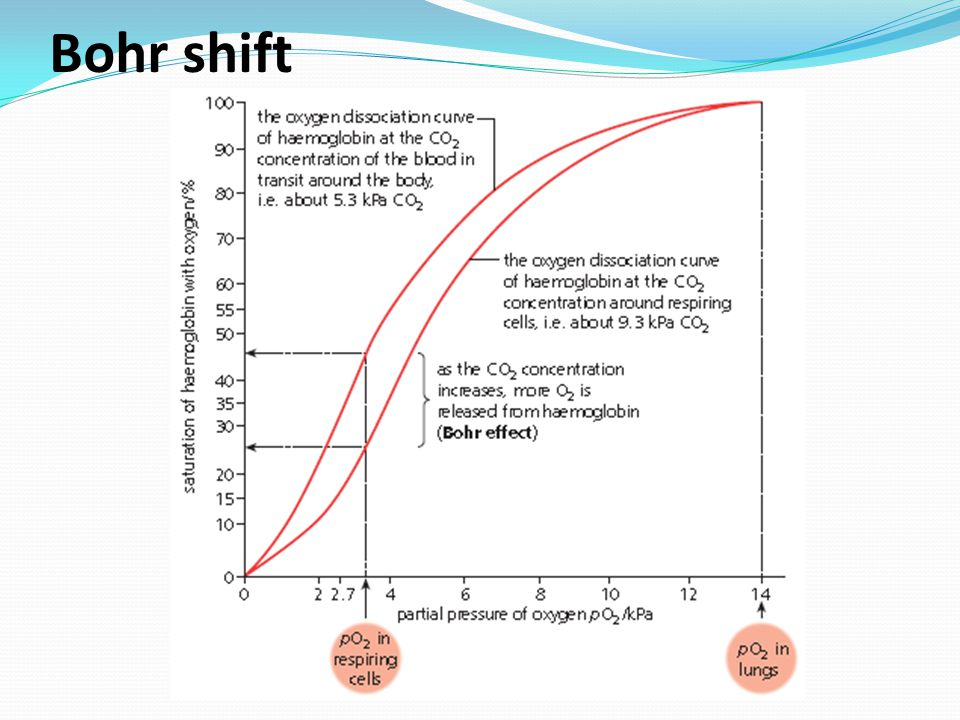 Bohr shift
100
90
80
70
60
55
50
40
35
30
20
15
10
0
saturation of haemoglobin with oxygen/%
the oxygen dissociation curve
of haemoglobin at the CO₂
concentration of the blood in
transit around the body,
i.e. about 5.3 kPa CO₂
the oxygen dissociation curve
of haemoglobin at the CO₂
concentration around respiring
cells, i.e. about 9.3 kPa CO₂
as the CO₂ concentration
increases, more O₂ is
released from haemoglobin
(Bohr effect)
0 2 2.7 4 6 8 10 12 14
partial pressure of oxygen pO₂/kPa
pO₂ in
respiring
cells
pO₂ in
lungs